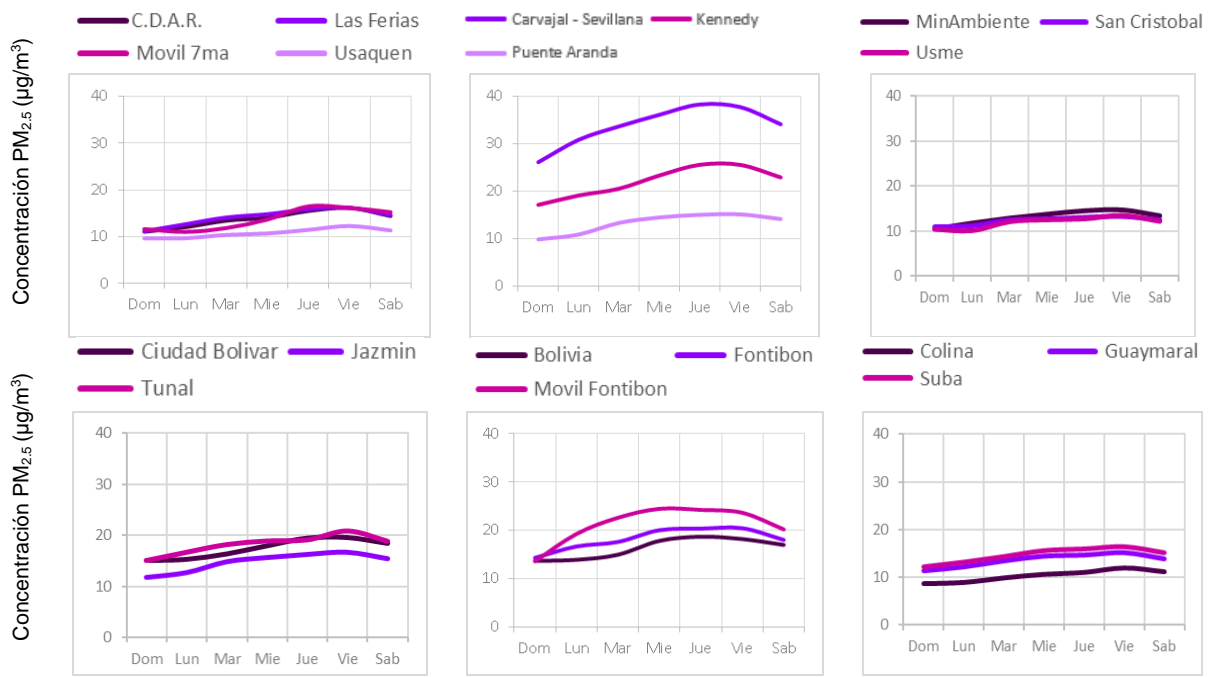 C.D.A.R. Las Ferias
Movil 7ma Usaquen
Carvajal - Sevillana Kennedy
Puente Aranda
MinAmbiente San Cristobal
Usme
Concentración PM2.5 (µg/m³)
40
30
20
10
0
Dom Lun Mar Mie Jue Vie Sab
40
30
20
10
0
Dom Lun Mar Mie Jue Vie Sab
40
30
20
10
0
Dom Lun Mar Mie Jue Vie Sab
Ciudad Bolivar Jazmin
Tunal
Bolivia Fontibon
Movil Fontibon
Colina Guaymaral
Suba
Concentración PM2.5 (µg/m³)
40
30
20
10
0
Dom Lun Mar Mie Jue Vie Sab
40
30
20
10
0
Dom Lun Mar Mie Jue Vie Sab
40
30
20
10
0
Dom Lun Mar Mie Jue Vie Sab